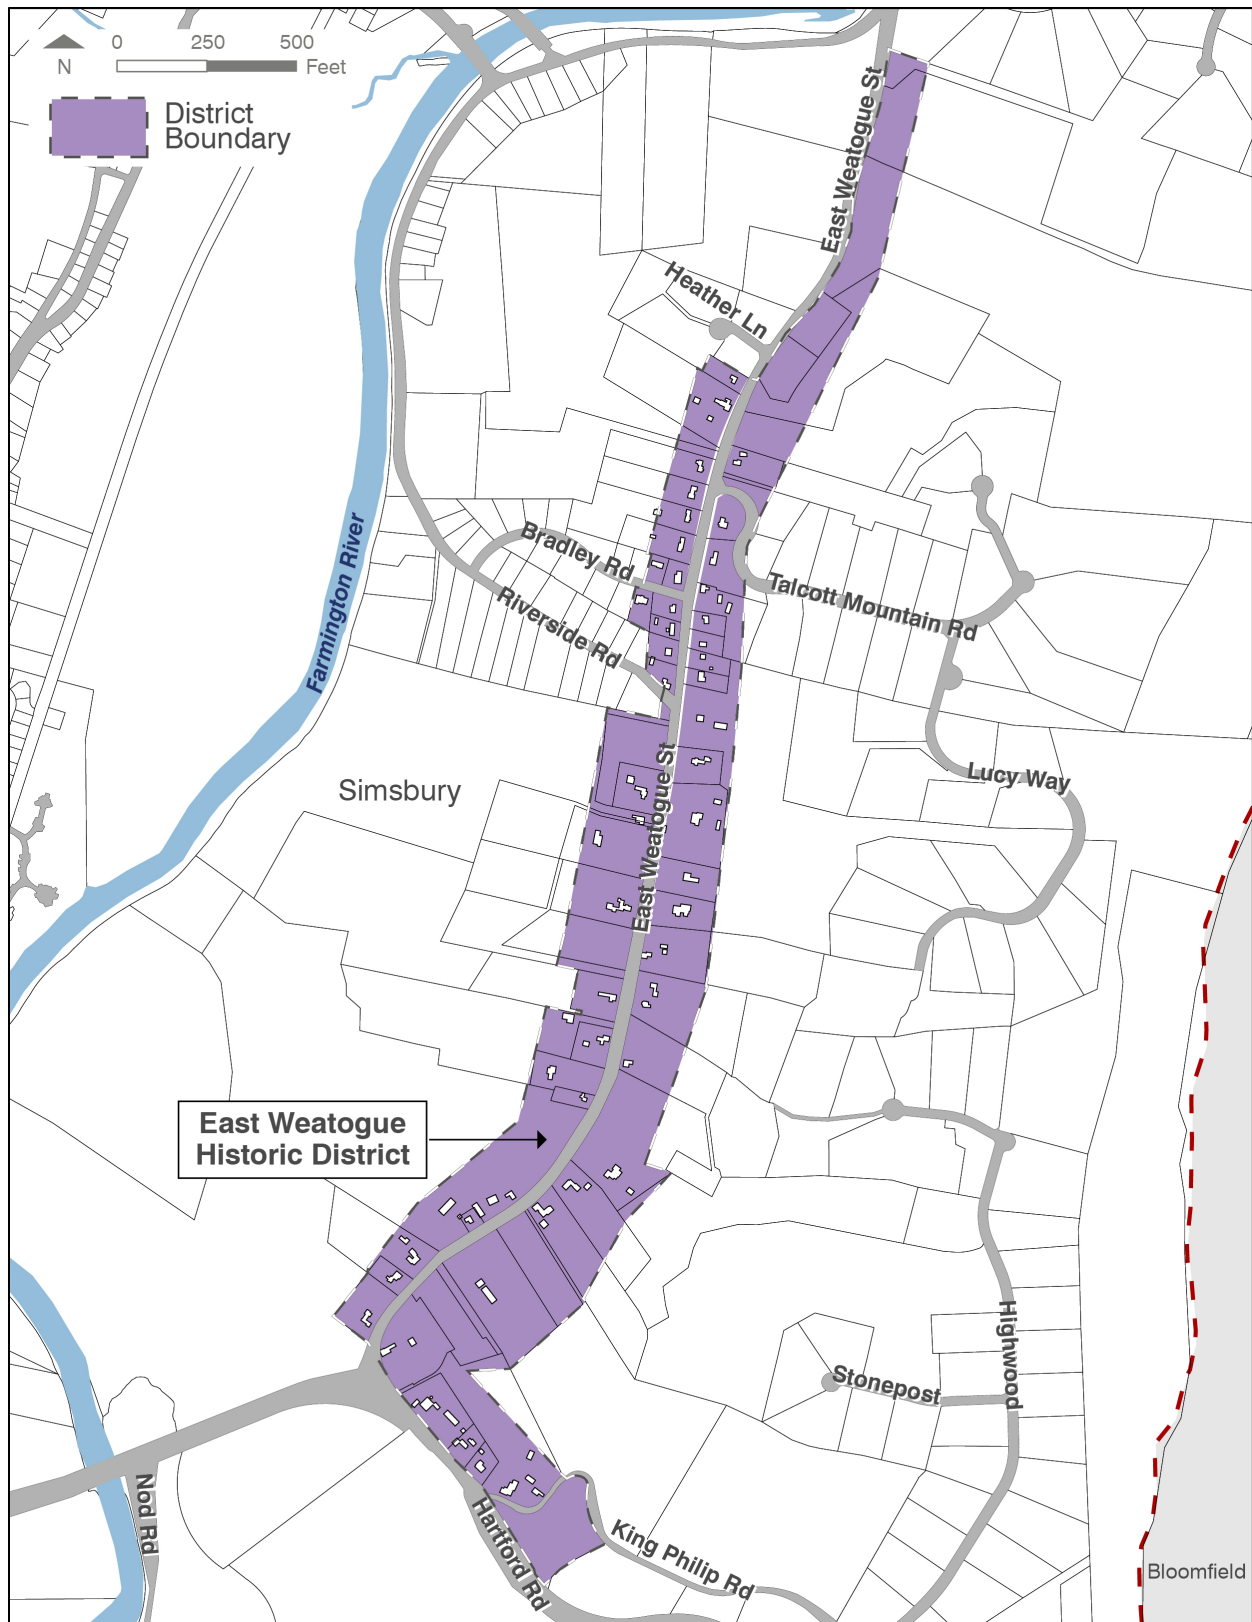 0 250 500
N Feet
District
Boundary
East Weatogue St
Heather Ln
Bradley Rd
Riverside Rd
Talcott Mountain Rd
Farmington River
Lucy Way
Simsbury
East Weatogue St
East Weatogue
Historic District
Highwood
Stonepost
Nod Rd
Hartford Rd
King Philip Rd
Bloomfield